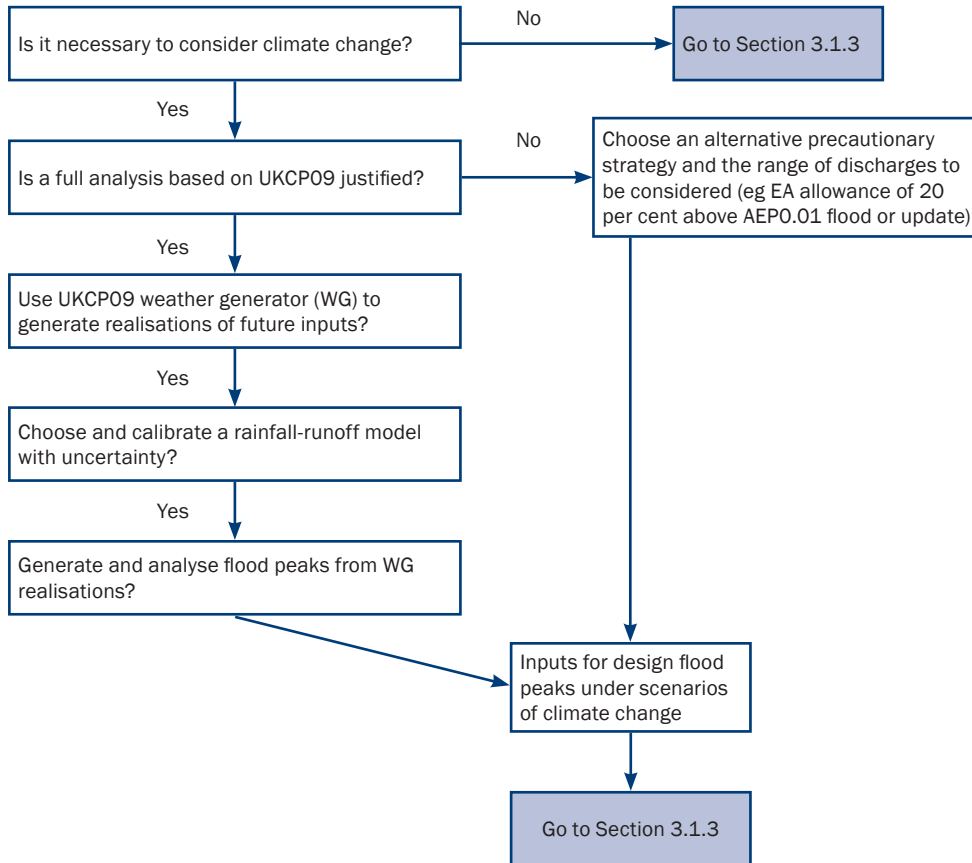 Is it necessary to consider climate change?
No
Go to Section 3.1.3
Yes
Is a full analysis based on UKCP09 justified?
No
Choose an alternative precautionary
strategy and the range of discharges to
be considered (eg EA allowance of 20
per cent above AEP0.01 flood or update)
Yes
Use UKCP09 weather generator (WG) to
generate realisations of future inputs?
Yes
Choose and calibrate a rainfall-runoff model
with uncertainty?
Yes
Generate and analyse flood peaks from WG
realisations?
Inputs for design flood
peaks under scenarios
of climate change
Go to Section 3.1.3